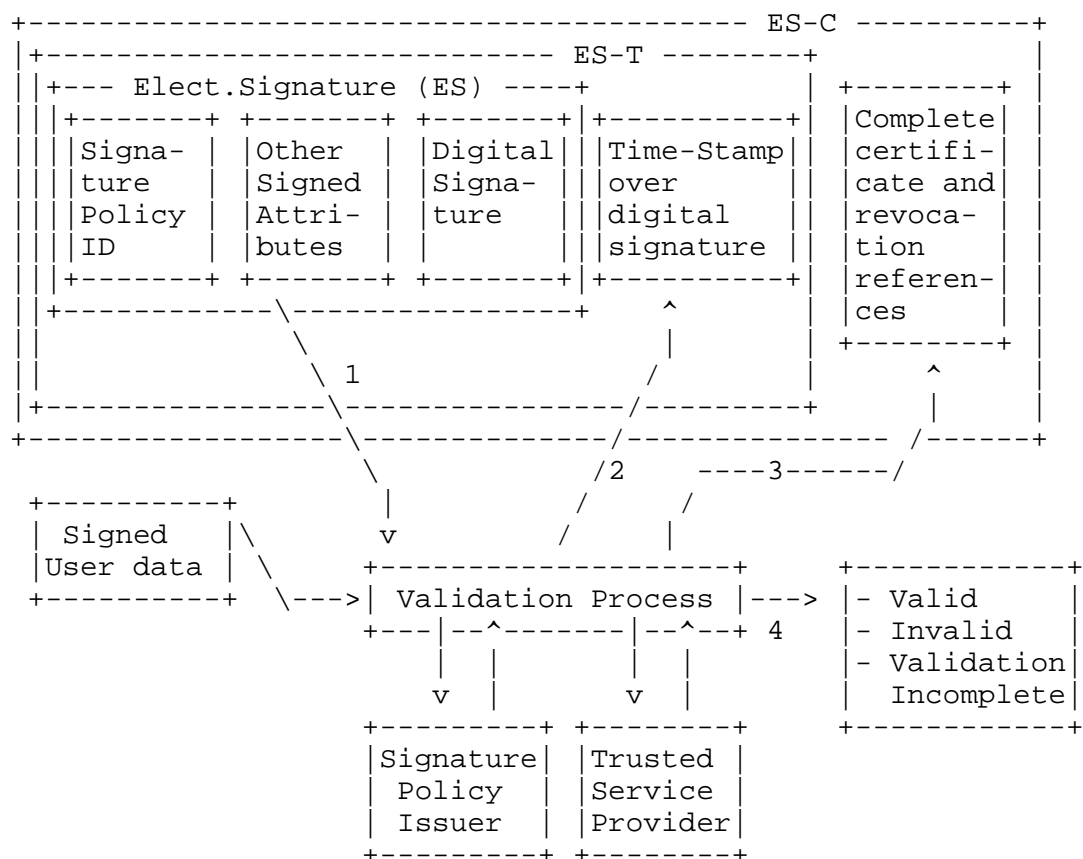 ES-C
ES-T
Elect.Signature (ES)
Signa-
ture
Policy
ID
Other
Signed
Attri-
butes
Digital
Signa-
ture
Time-Stamp
over
digital
signature
Complete
certifi-
cate and
revoca-
tion
referen-
ces
1
2
3
Signed
User data
Validation Process
4
- Valid
- Invalid
- Validation
Incomplete
Signature
Policy
Issuer
Trusted
Service
Provider